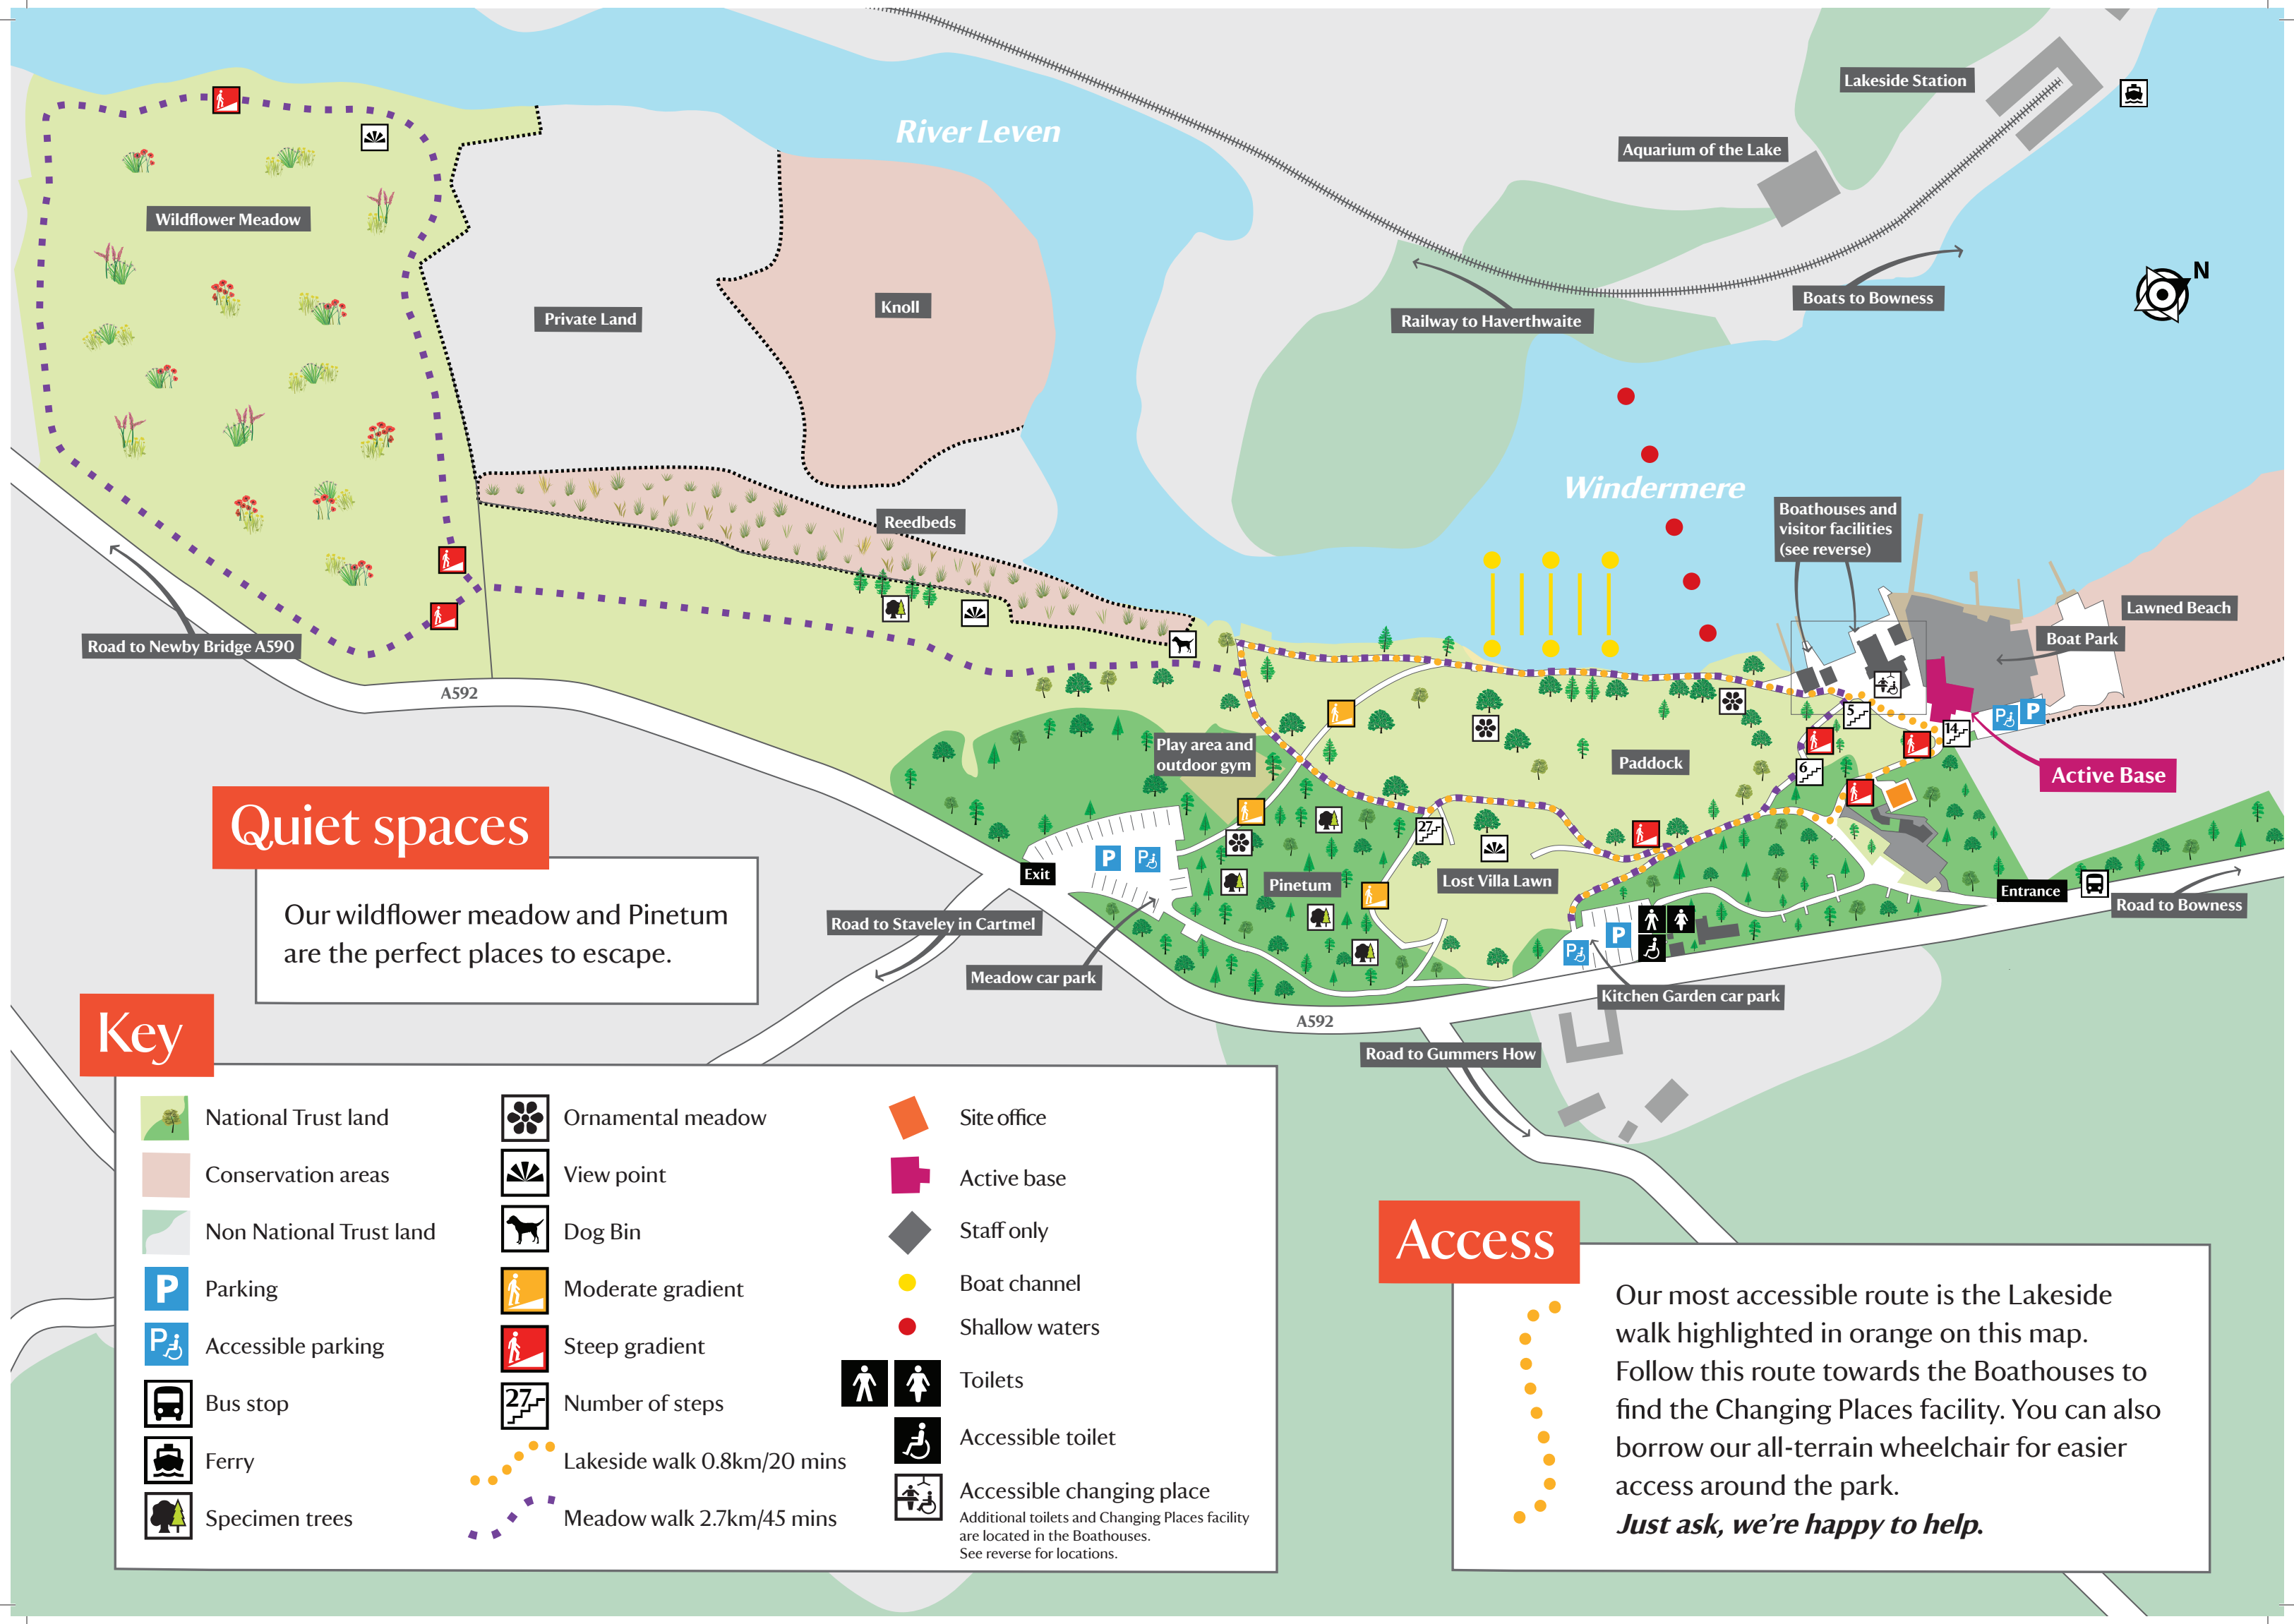 Lakeside Station
River Leven
Aquarium of the Lake
Wildflower Meadow
N
Private Land
Knoll
Boats to Bowness
Railway to Haverthwaite
Windermere
Boathouses and
visitor facilities
(see reverse)
Reedbeds
Lawned Beach
Boat Park
Road to Newby Bridge A590
A592
P
P
5
14
Play area and
outdoor gym
Paddock
6
Active Base
Quiet spaces
Our wildflower meadow and Pinetum
are the perfect places to escape.
27
P
P
Exit
Pinetum
Lost Villa Lawn
Entrance
Road to Bowness
Road to Staveley in Cartmel
P
P
Meadow car park
Kitchen Garden car park
A592
Road to Gummers How
Key
National Trust land
Conservation areas
Non National Trust land
P
Parking
P
Accessible parking
Bus stop
Ferry
Specimen trees
Ornamental meadow
View point
Dog Bin
Moderate gradient
Steep gradient
27
Number of steps
Lakeside walk 0.8km/20 mins
Meadow walk 2.7km/45 mins
Site office
Active base
Staff only
Boat channel
Shallow waters
Toilets
Accessible toilet
Accessible changing place
Additional toilets and Changing Places facility
are located in the Boathouses.
See reverse for locations.
Access
Our most accessible route is the Lakeside
walk highlighted in orange on this map.
Follow this route towards the Boathouses to
find the Changing Places facility. You can also
borrow our all-terrain wheelchair for easier
access around the park.
Just ask, we're happy to help.